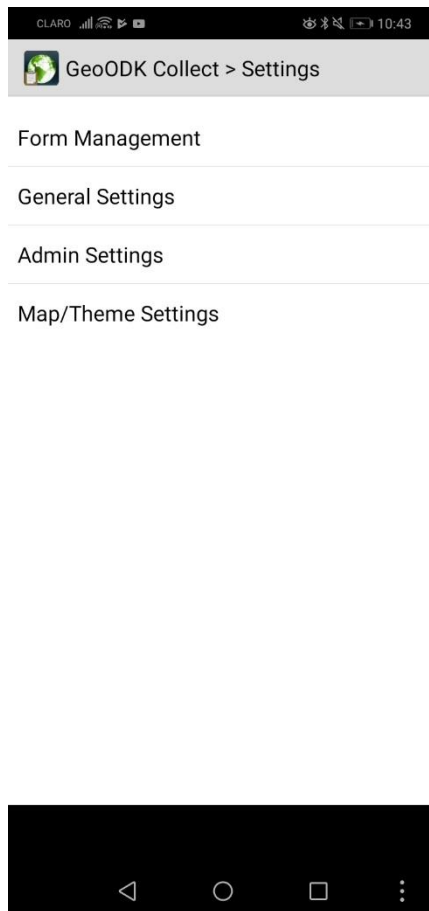 CLARO 10:43
GeoODK Collect > Settings
Form Management
General Settings
Admin Settings
Map/Theme Settings